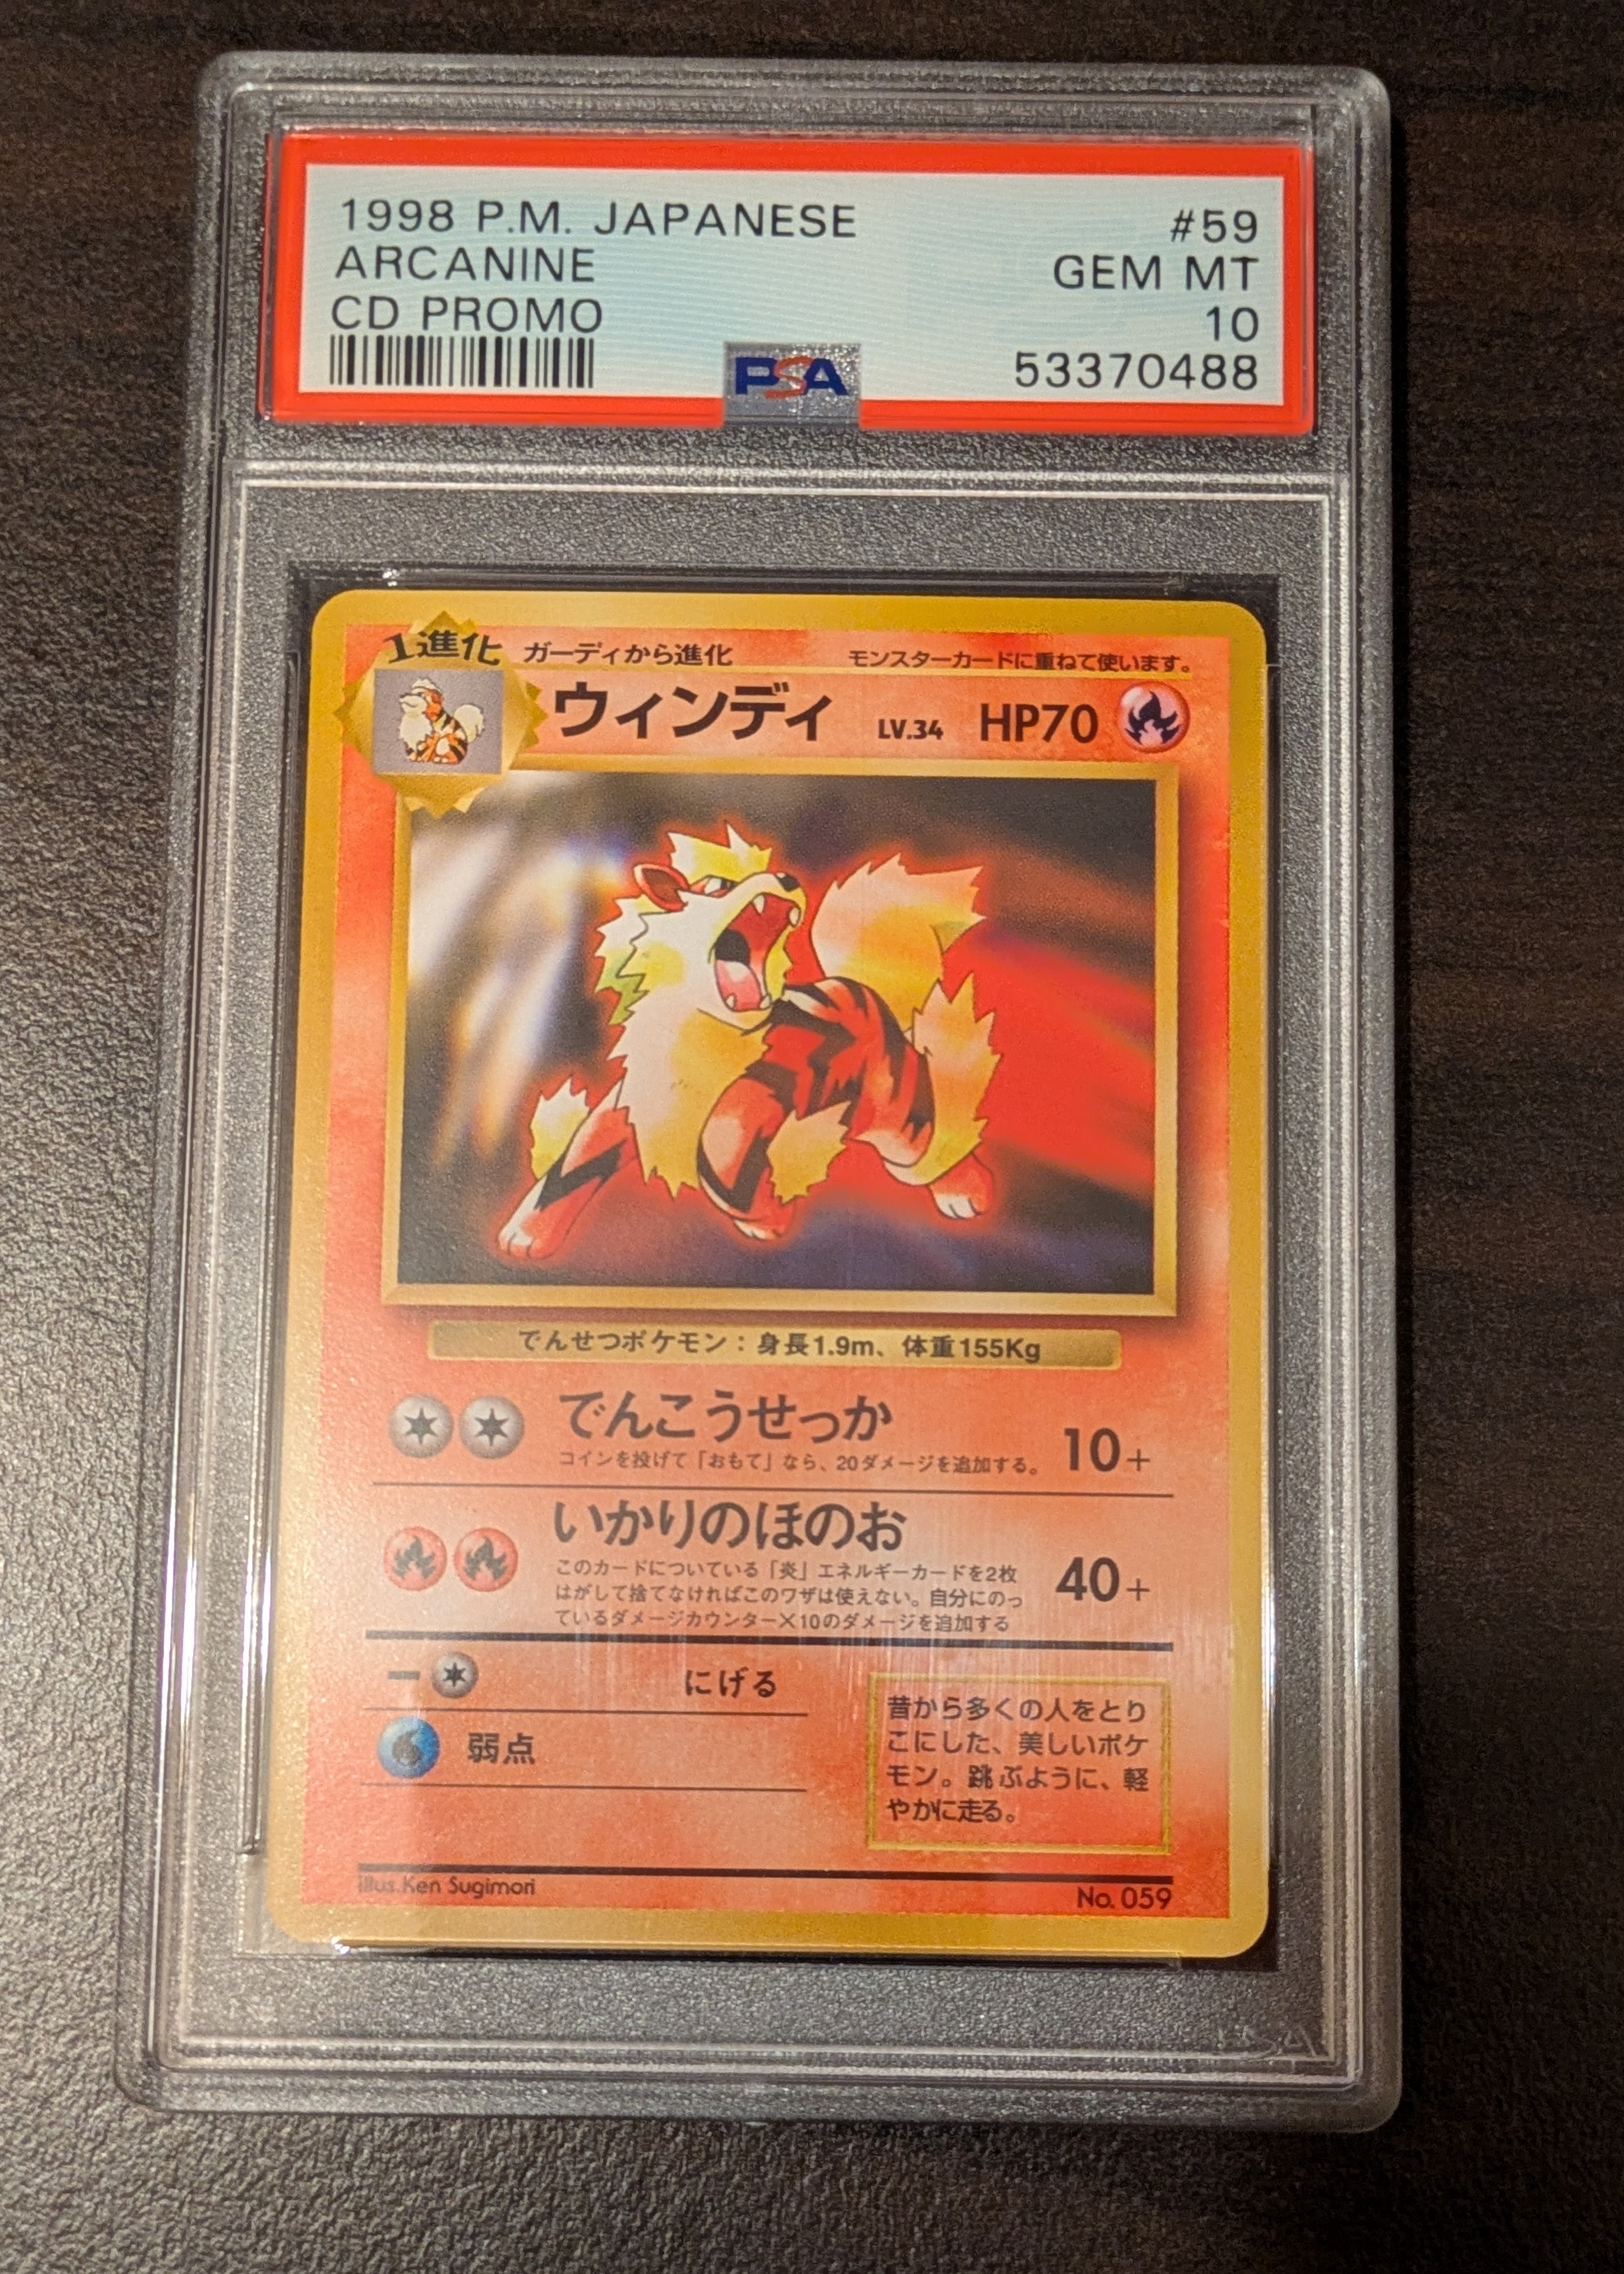 1998 P.M. JAPANESE #59
ARCANINE GEM MT
CD PROMO 10
PSA 53370488
1進化 ガーディから進化 モンスターカードに重ねて使います。
ウィンディ LV.34 HP70
でんせつポケモン：身長1.9m、体重155Kg
でんこうせっか 10+
コインを投げて「おもて」なら、20ダメージを追加する。
いかりのほのお 40+
このカードについている「炎」エネルギーカードを2枚
はがして捨てなければこのワザは使えない。自分にのっ
ているダメージカウンター×10のダメージを追加する
にげる
弱点
昔から多くの人をとり
こにした、美しいポケ
モン。跳ぶように、軽
やかに走る。
Illus.Ken Sugimori No. 059
PSA